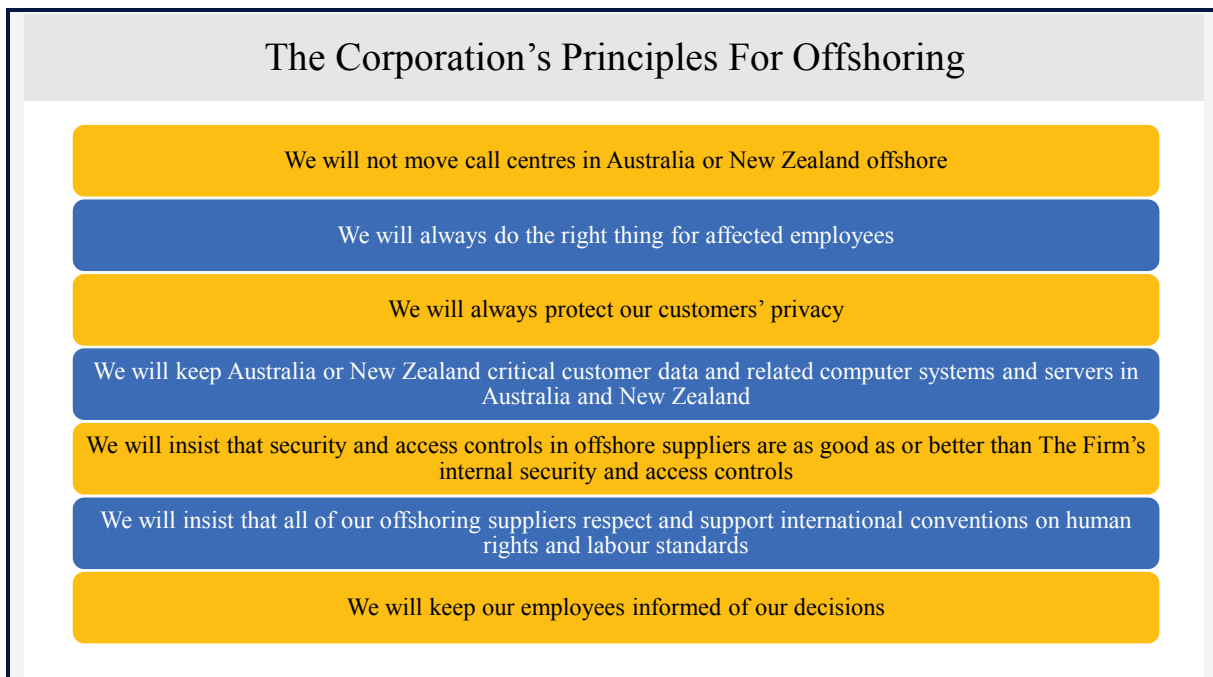 The Corporation’s Principles For Offshoring
We will not move call centres in Australia or New Zealand offshore
We will always do the right thing for affected employees
We will always protect our customers’ privacy
We will keep Australia or New Zealand critical customer data and related computer systems and servers in
Australia and New Zealand
We will insist that security and access controls in offshore suppliers are as good as or better than The Firm’s
internal security and access controls
We will insist that all of our offshoring suppliers respect and support international conventions on human
rights and labour standards
We will keep our employees informed of our decisions